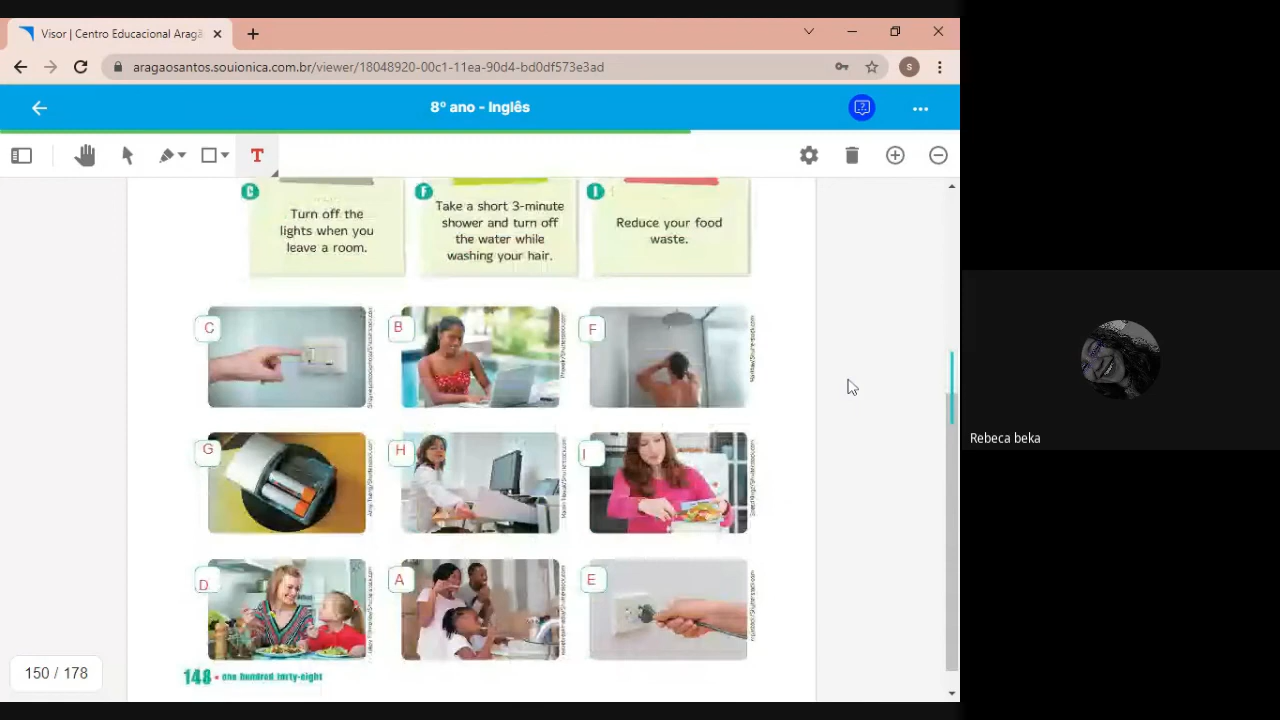 Visor | Centro Educacional Aragã
aragaosantos.souionica.com.br/viewer/18048920-00c1-11ea-90d4-bd0df573e3ad
s
8º ano - Inglês
?
T
C
Turn off the
lights when you
leave a room.
F
Take a short 3-minute
shower and turn off
the water while
washing your hair.
I
Reduce your food
waste.
C
B
F
G
H
I
D
A
E
148 • one hundred forty-eight
150 / 178
Rebeca beka